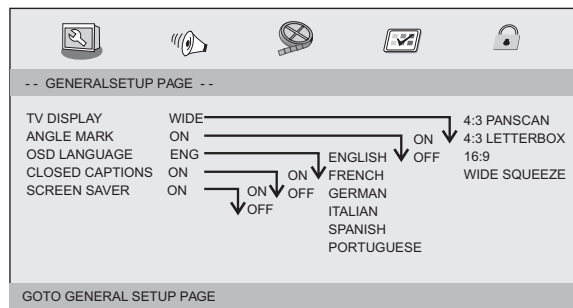 -- GENERALSETUP PAGE --
TV DISPLAY WIDE 4:3 PANSCAN
ANGLE MARK ON ON 4:3 LETTERBOX
OSD LANGUAGE ENG ENGLISH OFF 16:9
CLOSED CAPTIONS ON ON FRENCH WIDE SQUEEZE
SCREEN SAVER ON ON OFF GERMAN
OFF ITALIAN
SPANISH
PORTUGUESE
GOTO GENERAL SETUP PAGE